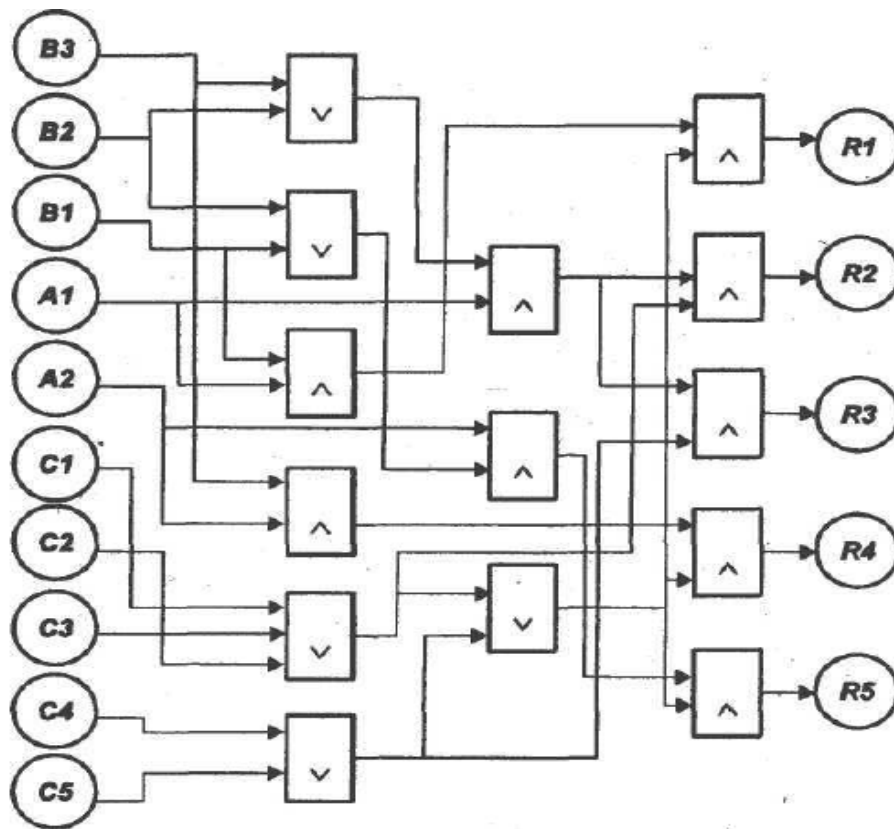 B3
B2
B1
A1
A2
C1
C2
C3
C4
C5
∨
∨
∧
∧
∨
∨
∧
∧
∨
∧
∧
∧
∧
∧
R1
R2
R3
R4
R5